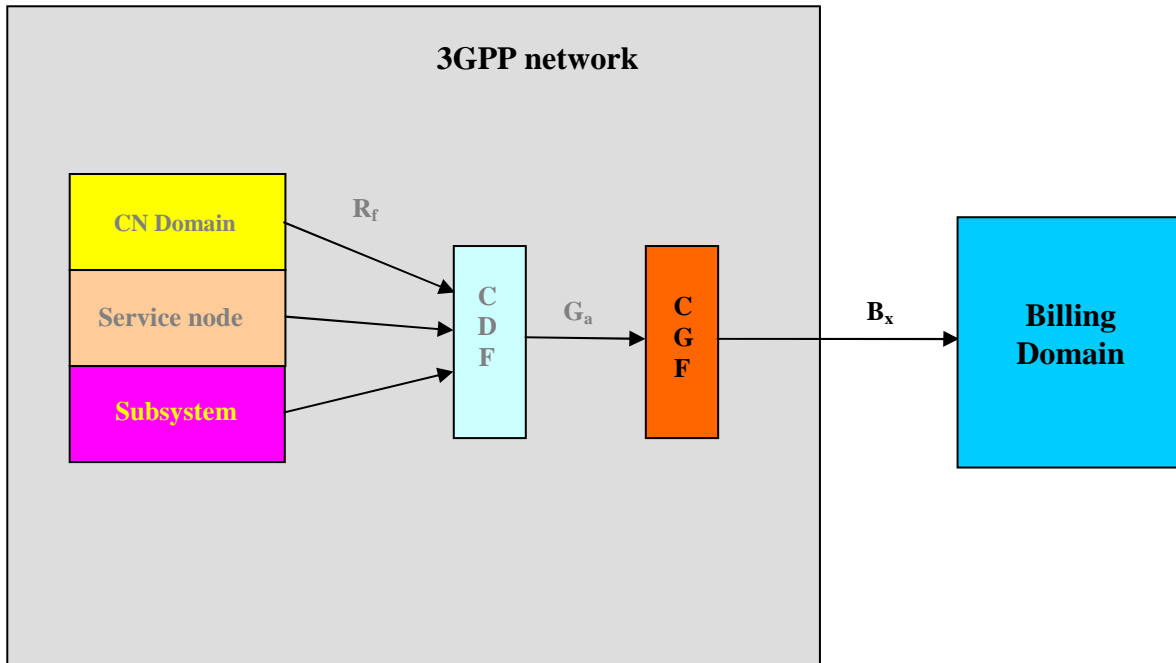 3GPP network
CN Domain
Service node
Subsystem
Rf
C
D
F
Ga
C
G
F
Bx
Billing
Domain